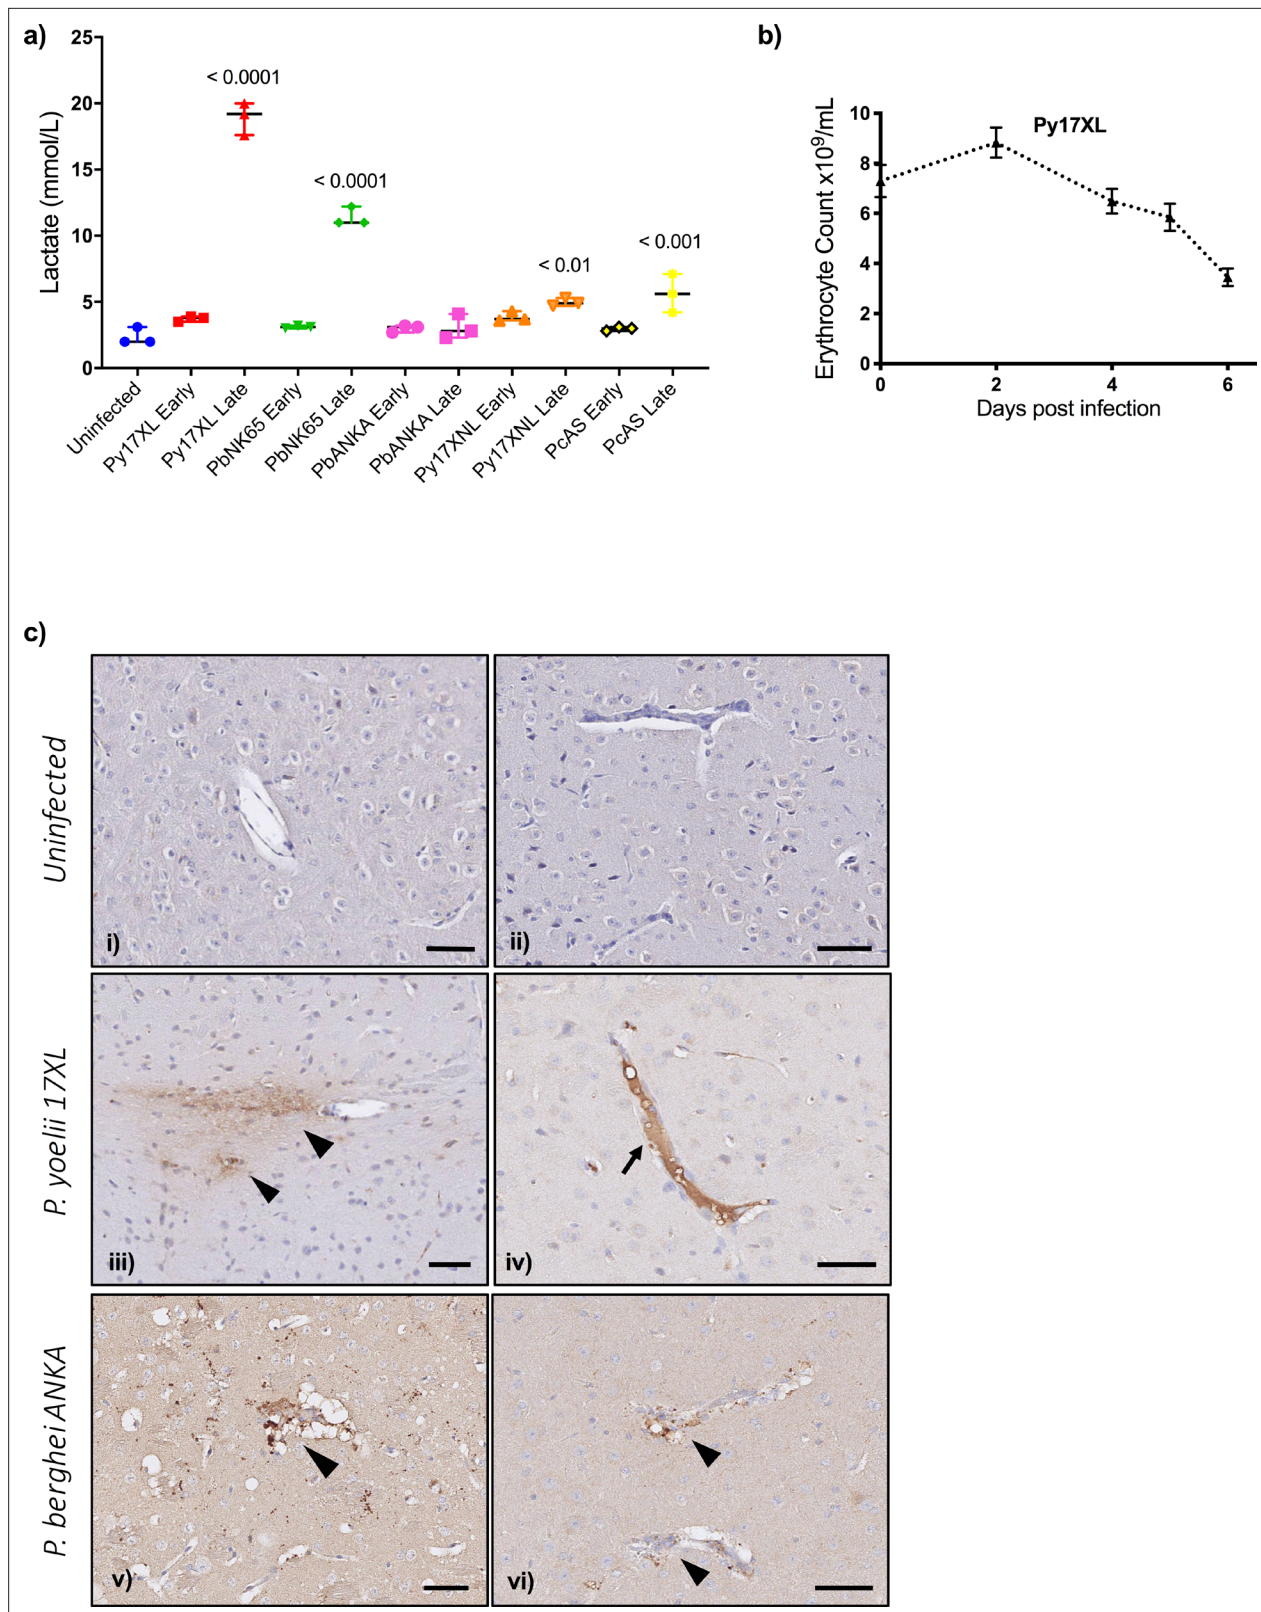 a)
Lactate (mmol/L)
25
20
15
10
5
0
< 0.0001
< 0.0001
< 0.01
< 0.001
Uninfected
Py17XL Early
Py17XL Late
PbNK65 Early
PbNK65 Late
PbANKA Early
PbANKA Late
Py17XNL Early
Py17XNL Late
PcAS Early
PcAS Late
b)
Erythrocyte Count x10⁹/mL
10
8
6
4
2
0
Py17XL
0 2 4 6
Days post infection
c)
Uninfected
i)
ii)
P. yoelii 17XL
iii)
iv)
P. berghei ANKA
v)
vi)